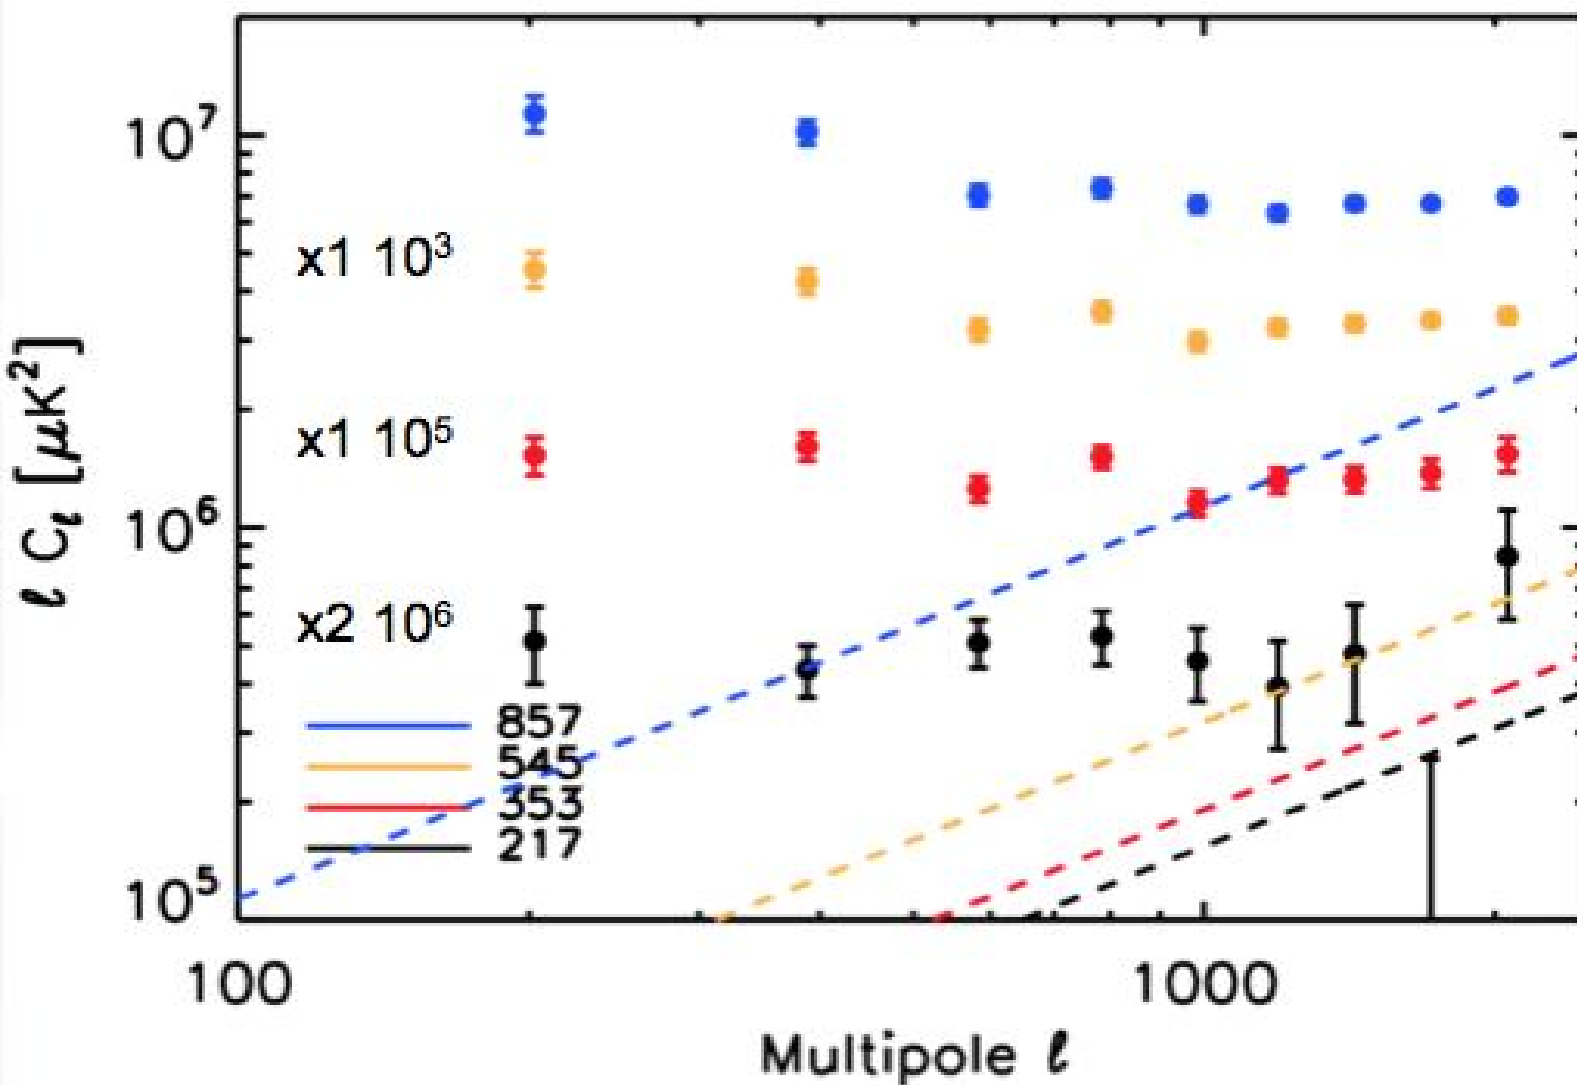 10⁷
x1 10³
x1 10⁵
ℓ Cℓ [μK²]
10⁶
x2 10⁶
857
545
353
217
10⁵
100
1000
Multipole ℓ